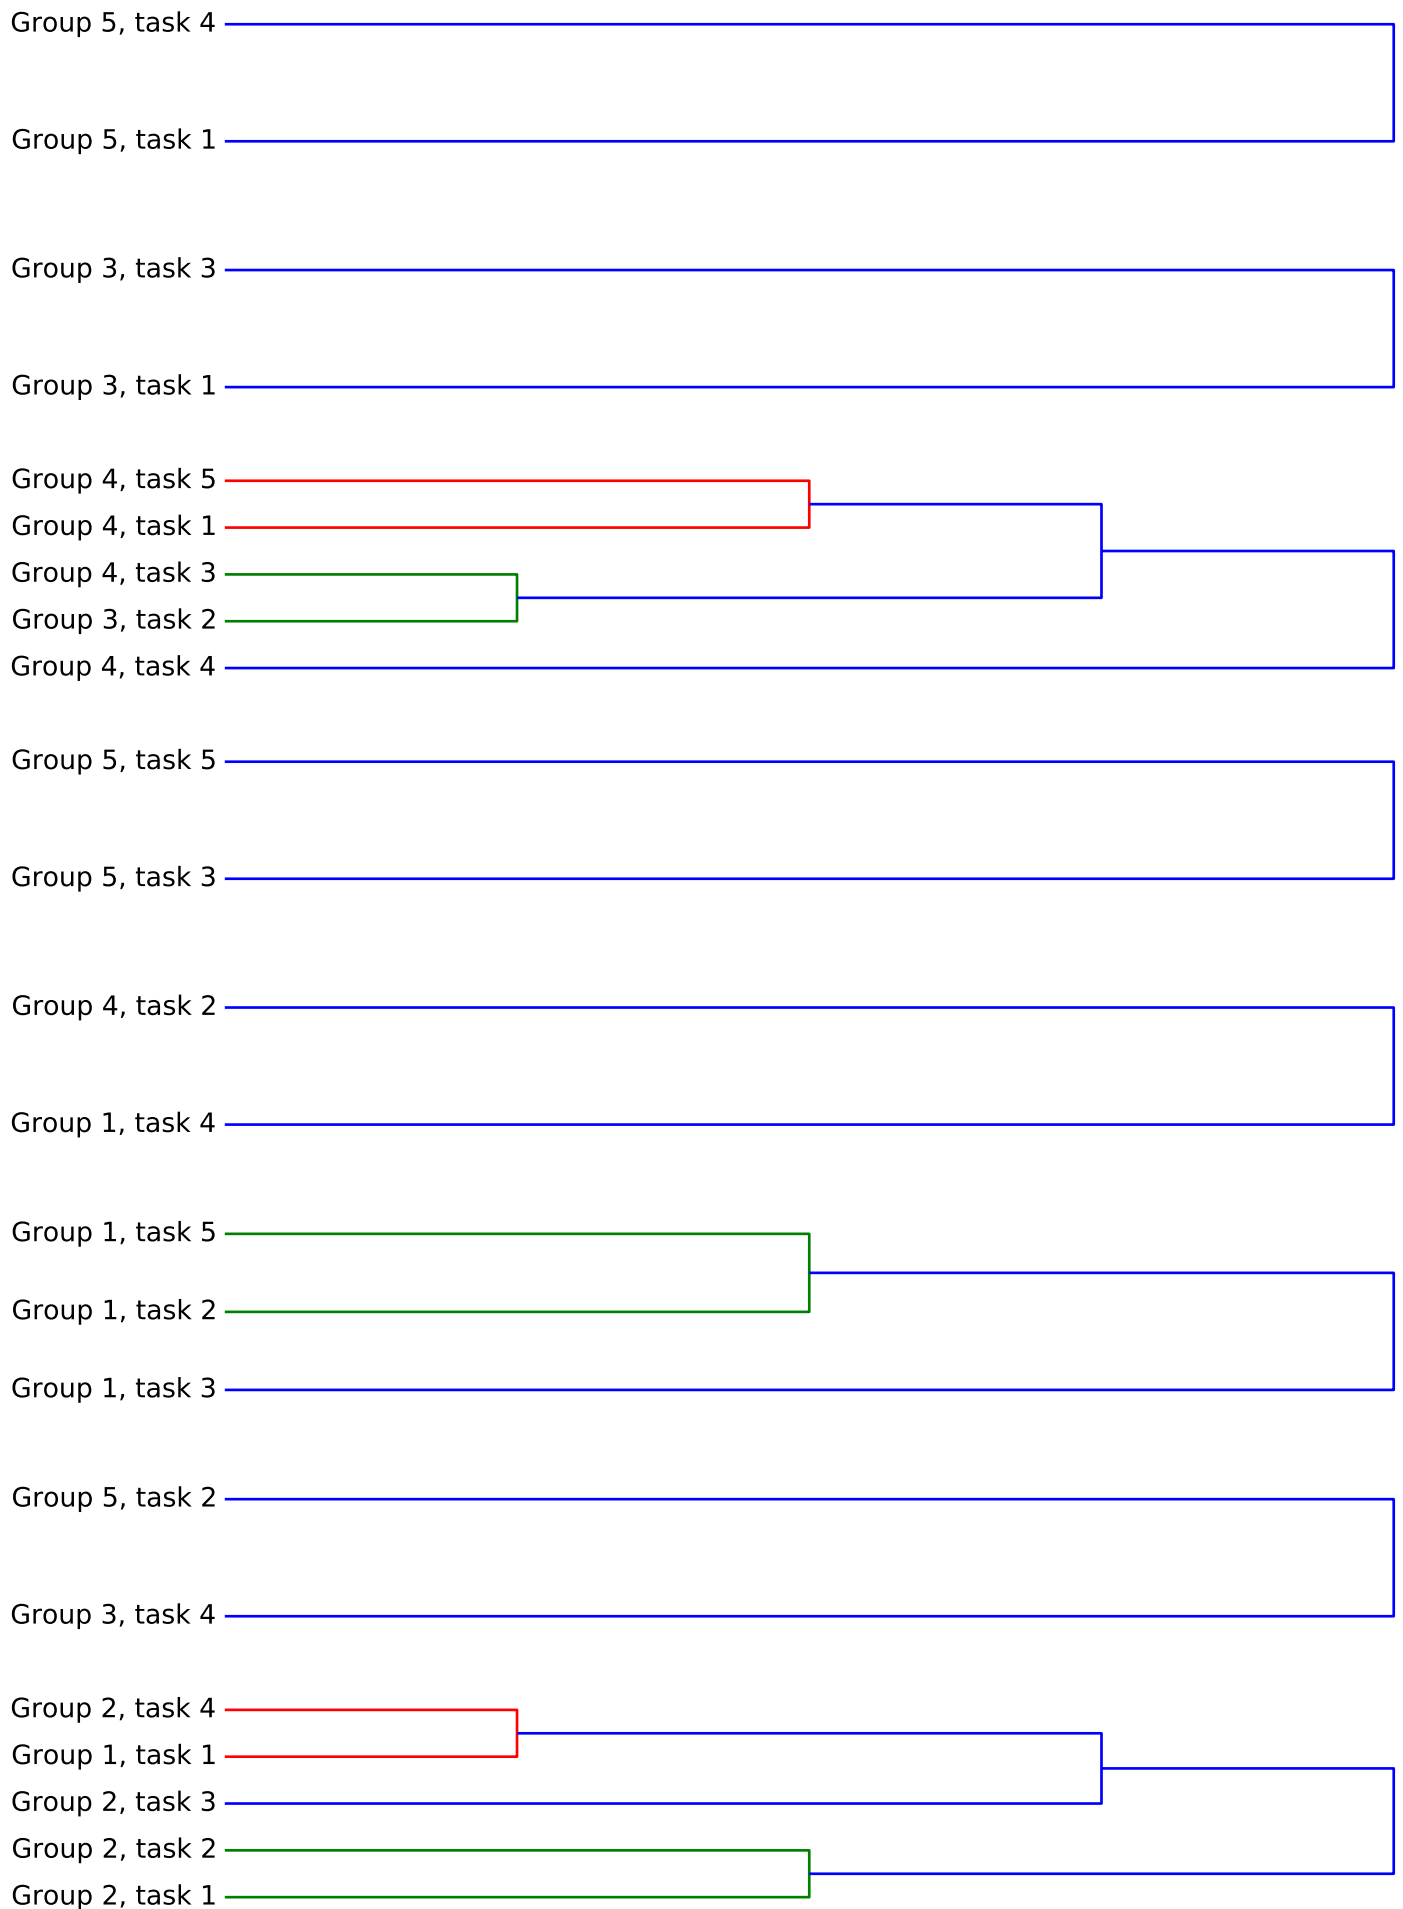 Group 5, task 4
Group 5, task 1
Group 3, task 3
Group 3, task 1
Group 4, task 5
Group 4, task 1
Group 4, task 3
Group 3, task 2
Group 4, task 4
Group 5, task 5
Group 5, task 3
Group 4, task 2
Group 1, task 4
Group 1, task 5
Group 1, task 2
Group 1, task 3
Group 5, task 2
Group 3, task 4
Group 2, task 4
Group 1, task 1
Group 2, task 3
Group 2, task 2
Group 2, task 1